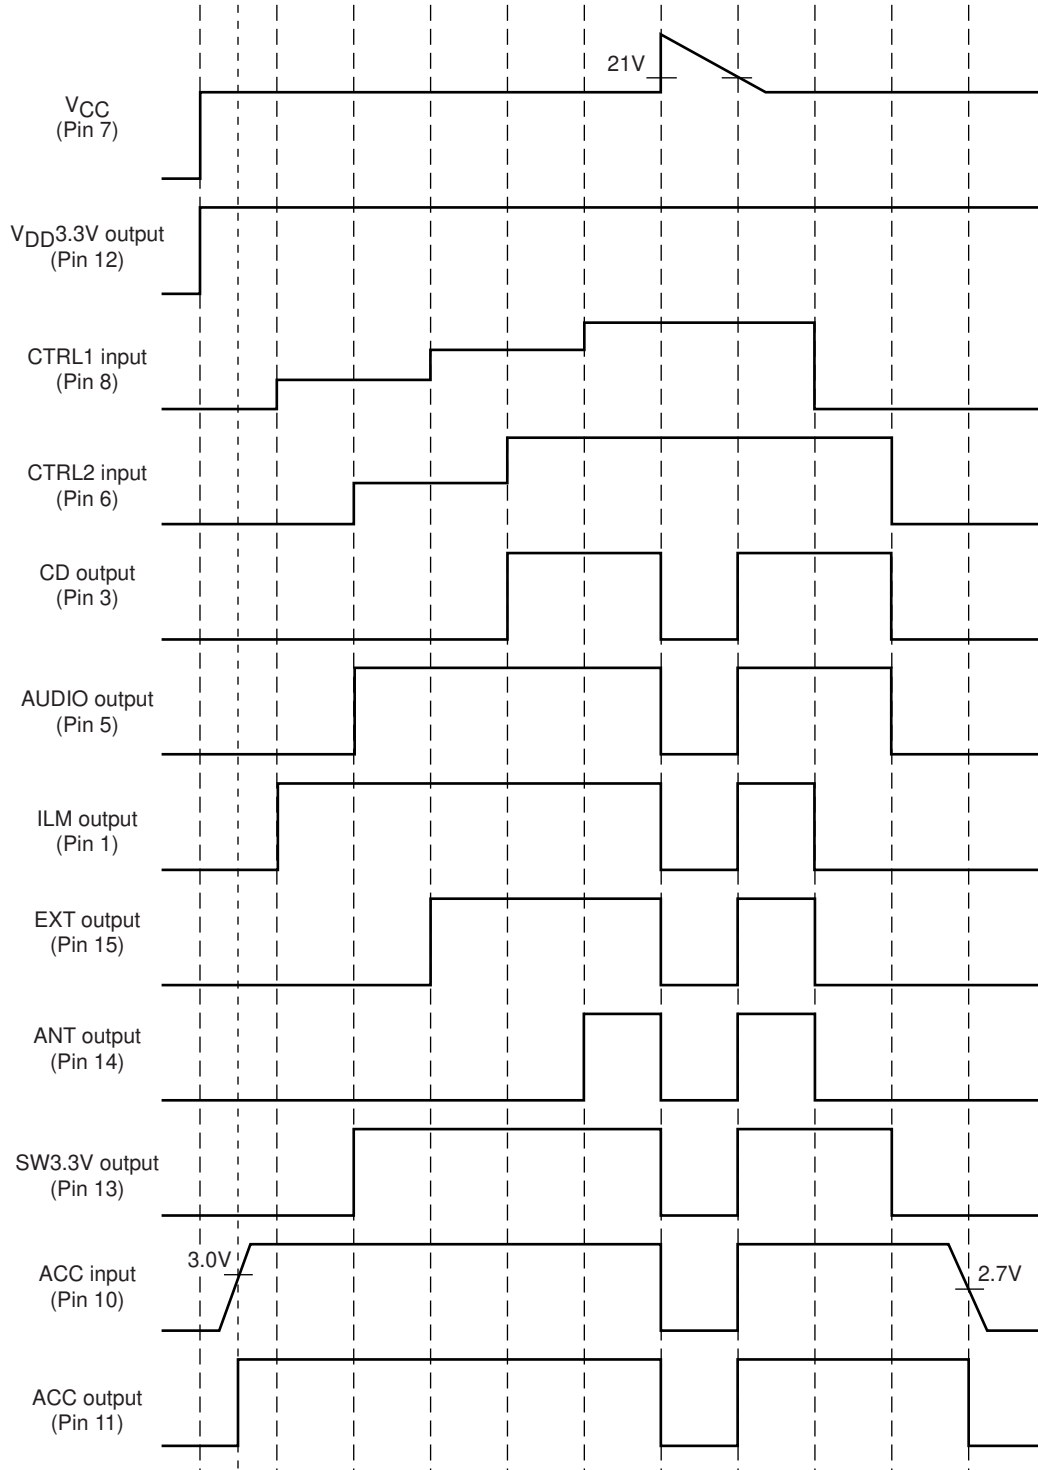 21V
VCC
(Pin 7)
VDD3.3V output
(Pin 12)
CTRL1 input
(Pin 8)
CTRL2 input
(Pin 6)
CD output
(Pin 3)
AUDIO output
(Pin 5)
ILM output
(Pin 1)
EXT output
(Pin 15)
ANT output
(Pin 14)
SW3.3V output
(Pin 13)
3.0V
ACC input
(Pin 10)
2.7V
ACC output
(Pin 11)